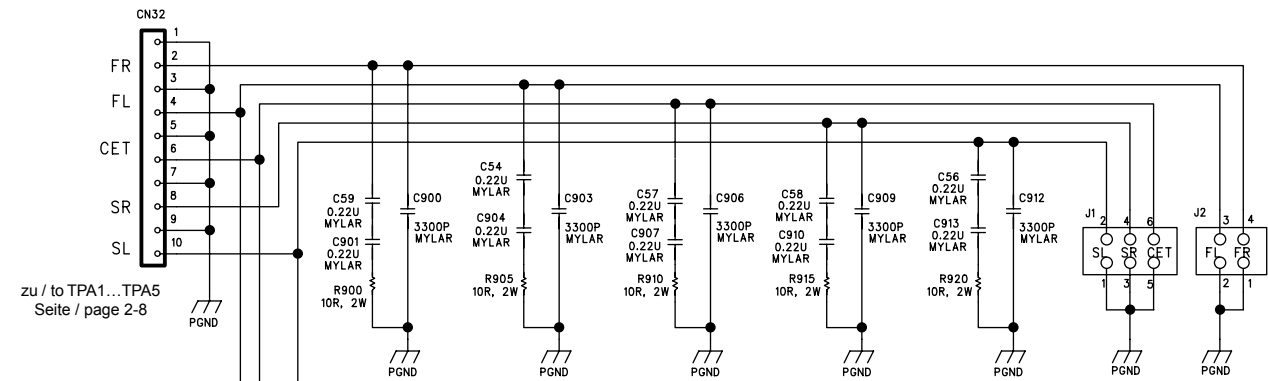 CN32
1
FR
2
3
FL
4
5
CET
6
7
SR
8
9
SL
10
zu / to TPA1...TPA5
Seite / page 2-8
PGND
C59
0.22U
MYLAR
C901
0.22U
MYLAR
R900
10R, 2W
C900
3300P
MYLAR
PGND
C54
0.22U
MYLAR
C904
0.22U
MYLAR
R905
10R, 2W
C903
3300P
MYLAR
PGND
C57
0.22U
MYLAR
C907
0.22U
MYLAR
R910
10R, 2W
C906
3300P
MYLAR
PGND
C58
0.22U
MYLAR
C910
0.22U
MYLAR
R915
10R, 2W
C909
3300P
MYLAR
PGND
C56
0.22U
MYLAR
C913
0.22U
MYLAR
R920
10R, 2W
C912
3300P
MYLAR
PGND
J1
2 4 6
SL SR CET
1 3 5
PGND
J2
3 4
FL FR
2 1
PGND